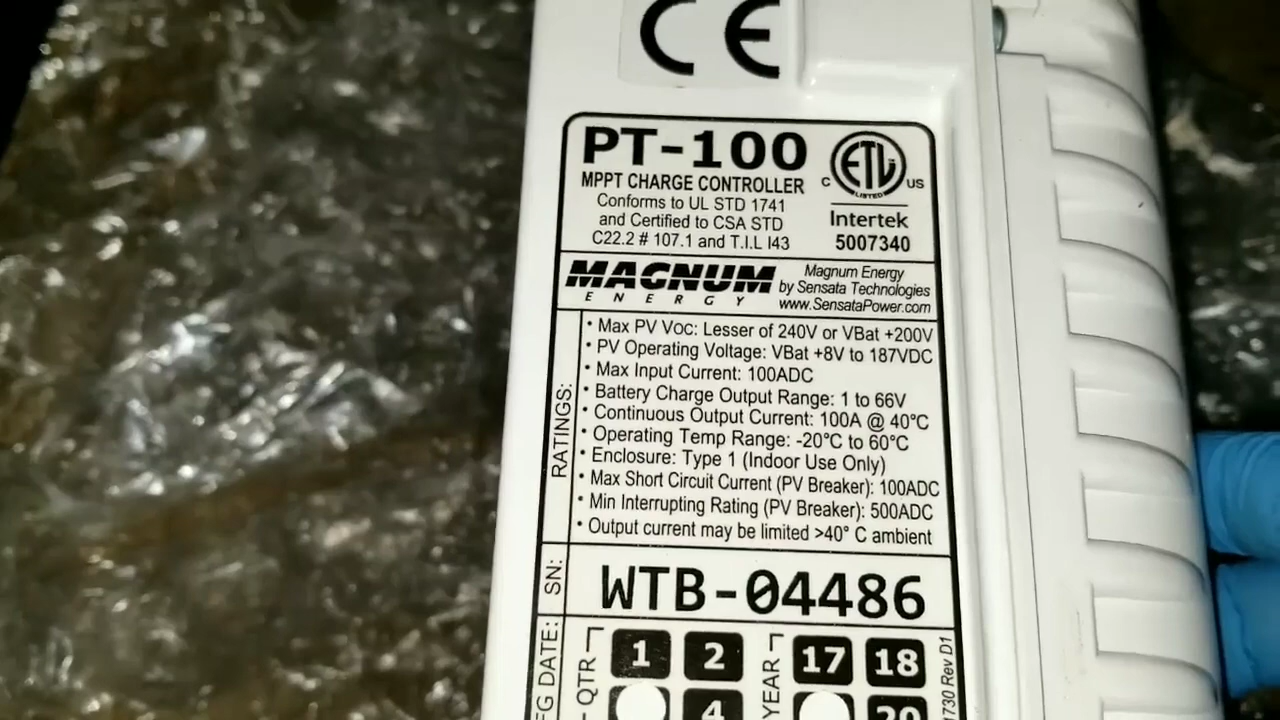 CE
PT-100
MPPT CHARGE CONTROLLER
Conforms to UL STD 1741
and Certified to CSA STD
C22.2 # 107.1 and T.I.L I43
ETL
C US
LISTED
Intertek
5007340
MAGNUM
ENERGY
Magnum Energy
by Sensata Technologies
www.SensataPower.com
RATINGS:
• Max PV Voc: Lesser of 240V or VBat +200V
• PV Operating Voltage: VBat +8V to 187VDC
• Max Input Current: 100ADC
• Battery Charge Output Range: 1 to 66V
• Continuous Output Current: 100A @ 40°C
• Operating Temp Range: -20°C to 60°C
• Enclosure: Type 1 (Indoor Use Only)
• Max Short Circuit Current (PV Breaker): 100ADC
• Min Interrupting Rating (PV Breaker): 500ADC
• Output current may be limited >40° C ambient
SN:
WTB-04486
FG DATE:
QTR
1 2
4
YEAR
17 18
20
1730 Rev D1